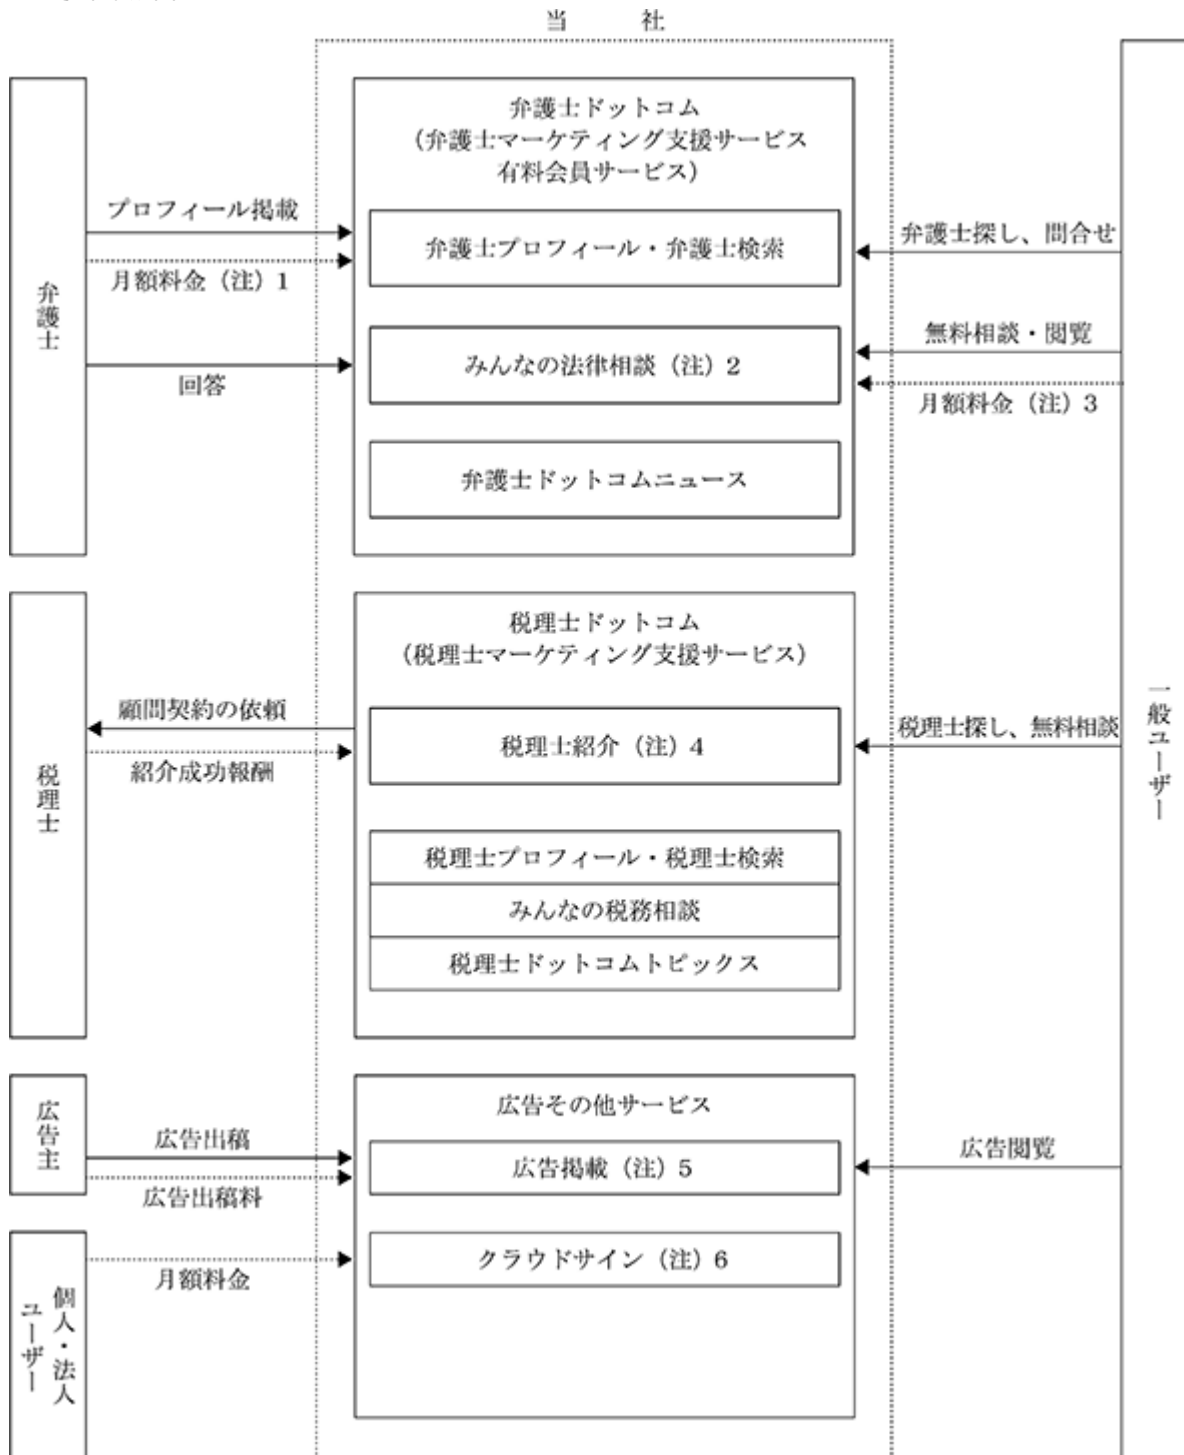 当社
弁護士
プロフィール掲載
月額料金（注）1
回答
弁護士ドットコム
（弁護士マーケティング支援サービス
有料会員サービス）
弁護士プロフィール・弁護士検索
みんなの法律相談（注）2
弁護士ドットコムニュース
弁護士探し、問合せ
無料相談・閲覧
月額料金（注）3
一般ユーザー
税理士
顧問契約の依頼
紹介成功報酬
税理士ドットコム
（税理士マーケティング支援サービス）
税理士紹介（注）4
税理士プロフィール・税理士検索
みんなの税務相談
税理士ドットコムトピックス
税理士探し、無料相談
広告主
広告出稿
広告出稿料
広告その他サービス
広告掲載（注）5
広告閲覧
個人・法人
ユーザー
月額料金
クラウドサイン（注）6